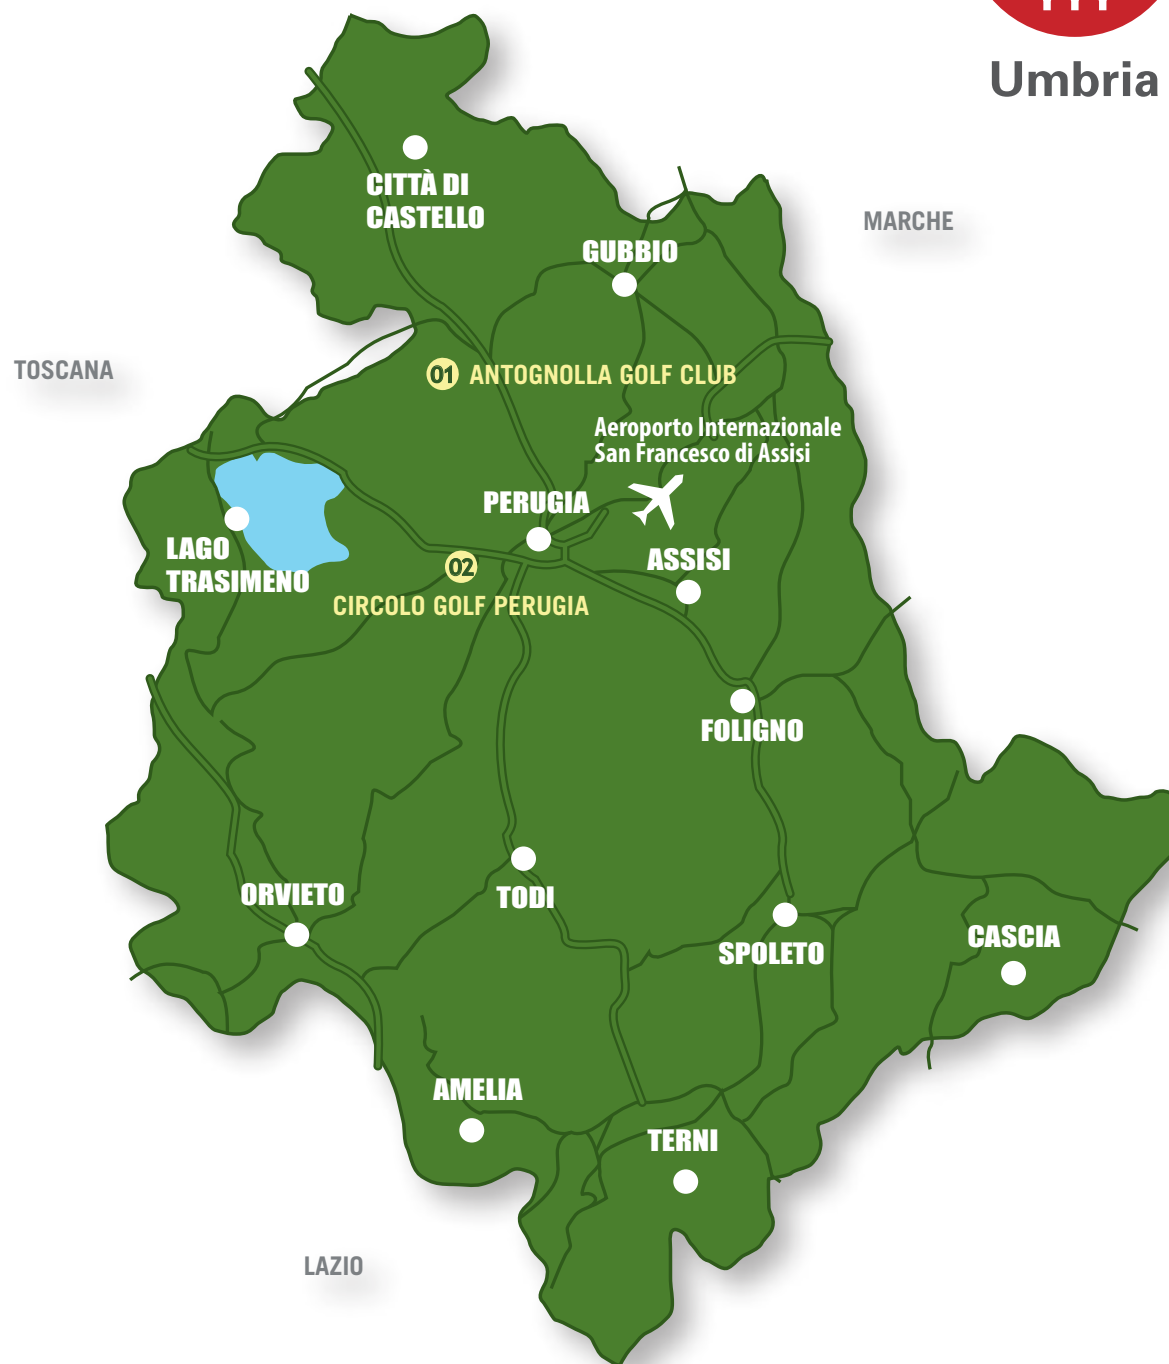 Umbria
CITTÀ DI
CASTELLO
MARCHE
GUBBIO
TOSCANA
01 ANTOGNOLLA GOLF CLUB
Aeroporto Internazionale
San Francesco di Assisi
PERUGIA
LAGO
TRASIMENO
ASSISI
02
CIRCOLO GOLF PERUGIA
FOLIGNO
ORVIETO
TODI
SPOLETO
CASCIA
AMELIA
TERNI
LAZIO